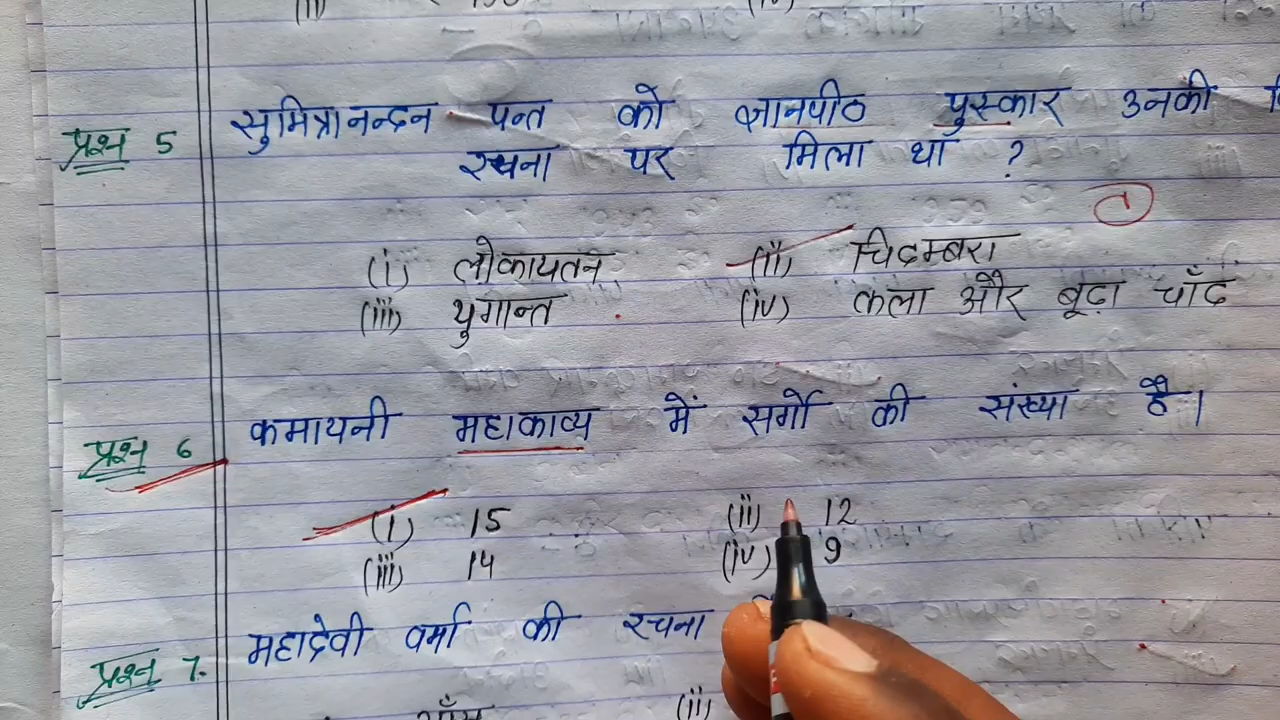 प्रश्न 5 सुमित्रानन्दन पन्त को ज्ञानपीठ पुरस्कार उनकी
रचना पर मिला था ?
(i) लोकायतन (ii) चिदम्बरा
(iii) युगान्त (iv) कला और बूढ़ा चाँद
प्रश्न 6 कमायनी महाकाव्य में सर्गो की संख्या है।
(i) 15 (ii) 12
(iii) 14 (iv) 9
प्रश्न 7. महादेवी वर्मा की रचना
(ii)